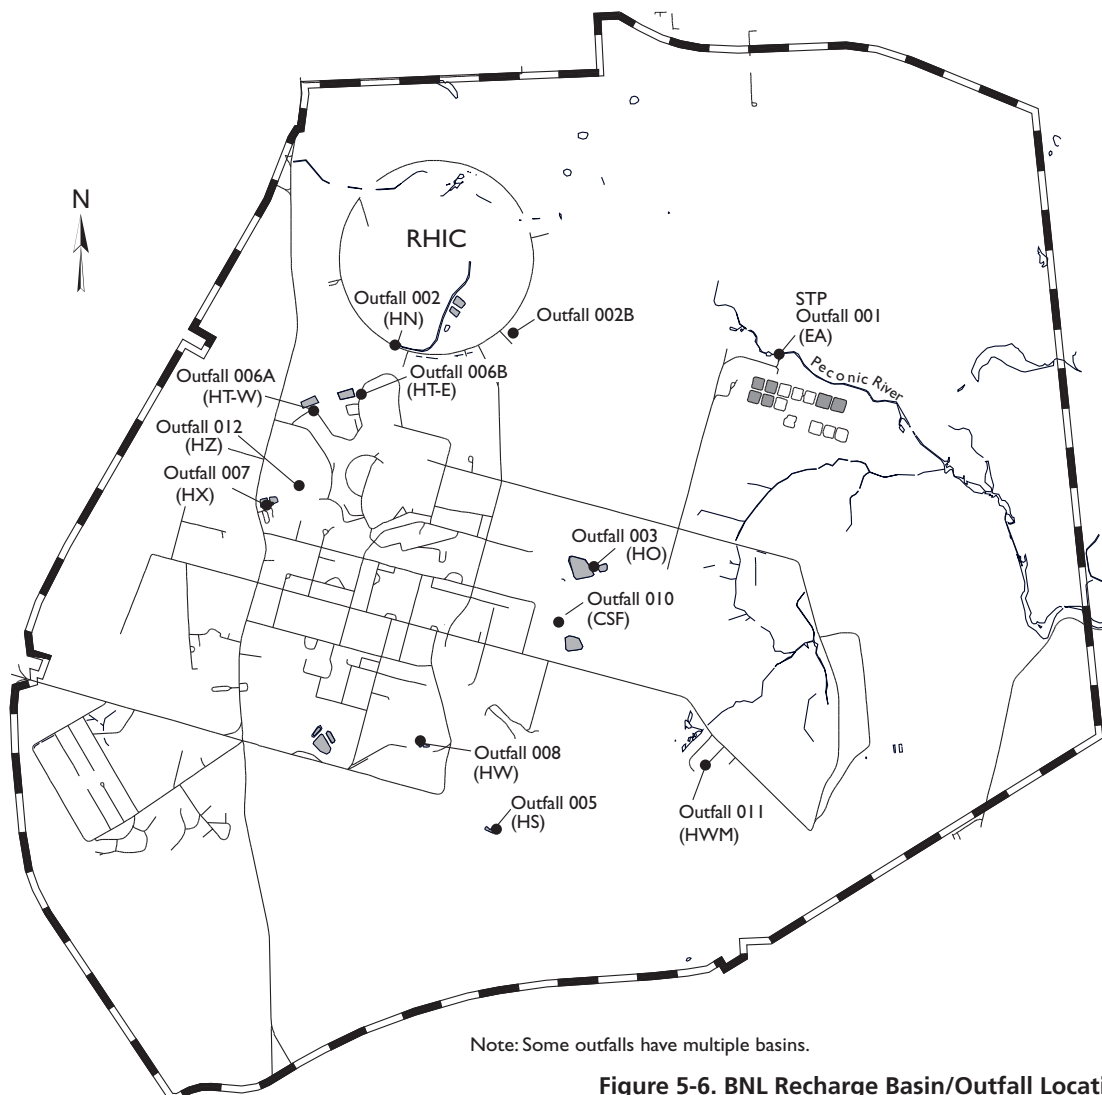 N
RHIC
Outfall 002
(HN)
Outfall 002B
STP
Outfall 001
(EA)
Peconic River
Outfall 006A
(HT-W)
Outfall 006B
(HT-E)
Outfall 012
(HZ)
Outfall 007
(HX)
Outfall 003
(HO)
Outfall 010
(CSF)
Outfall 008
(HW)
Outfall 005
(HS)
Outfall 011
(HWM)
Note: Some outfalls have multiple basins.
Figure 5-6. BNL Recharge Basin/Outfall Locati